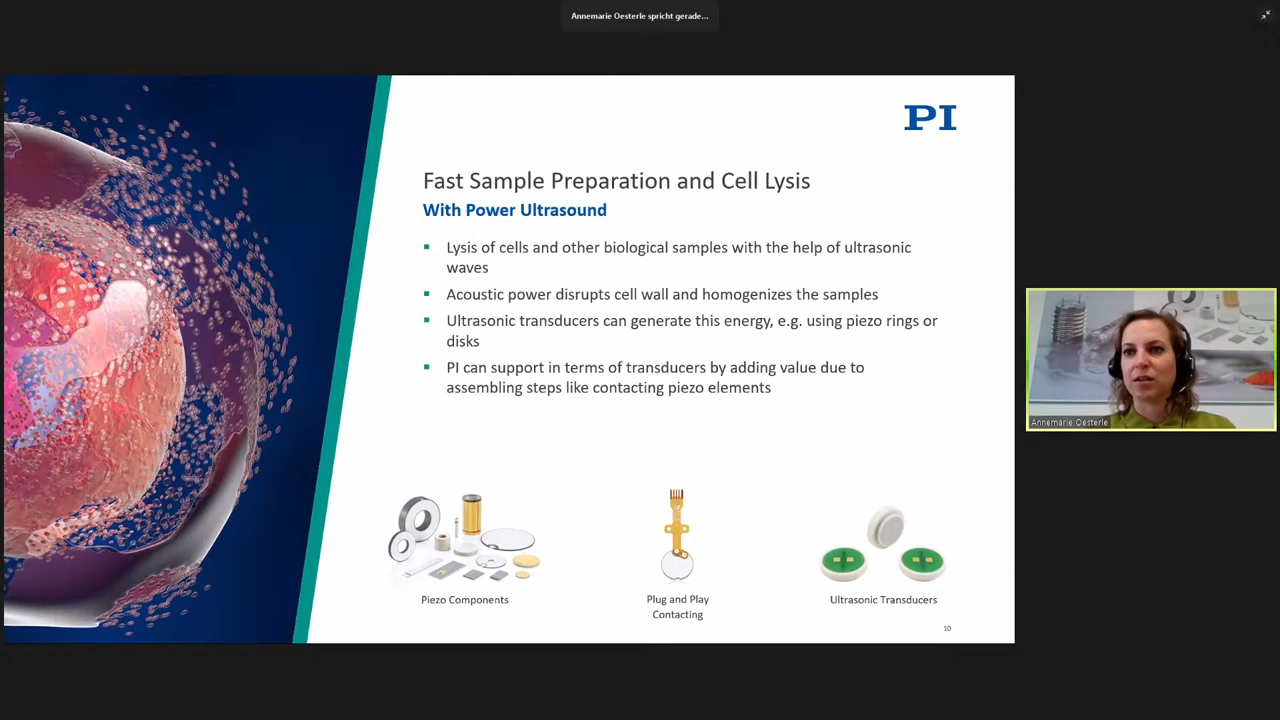 Annemarie Oesterle spricht gerade...
PI
Fast Sample Preparation and Cell Lysis
With Power Ultrasound
Lysis of cells and other biological samples with the help of ultrasonic
waves
Acoustic power disrupts cell wall and homogenizes the samples
Ultrasonic transducers can generate this energy, e.g. using piezo rings or
disks
PI can support in terms of transducers by adding value due to
assembling steps like contacting piezo elements
Annemarie Oesterle
Piezo Components
Plug and Play
Contacting
Ultrasonic Transducers
10